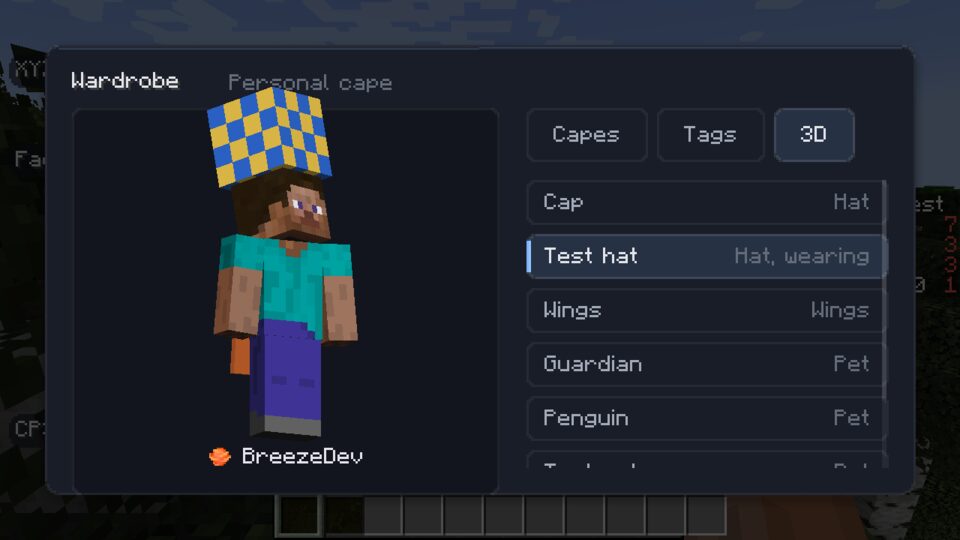 Wardrobe
Personal cape
Capes
Tags
3D
Cap
Hat
Test hat
Hat, wearing
Wings
Wings
Guardian
Pet
Penguin
Pet
BreezeDev